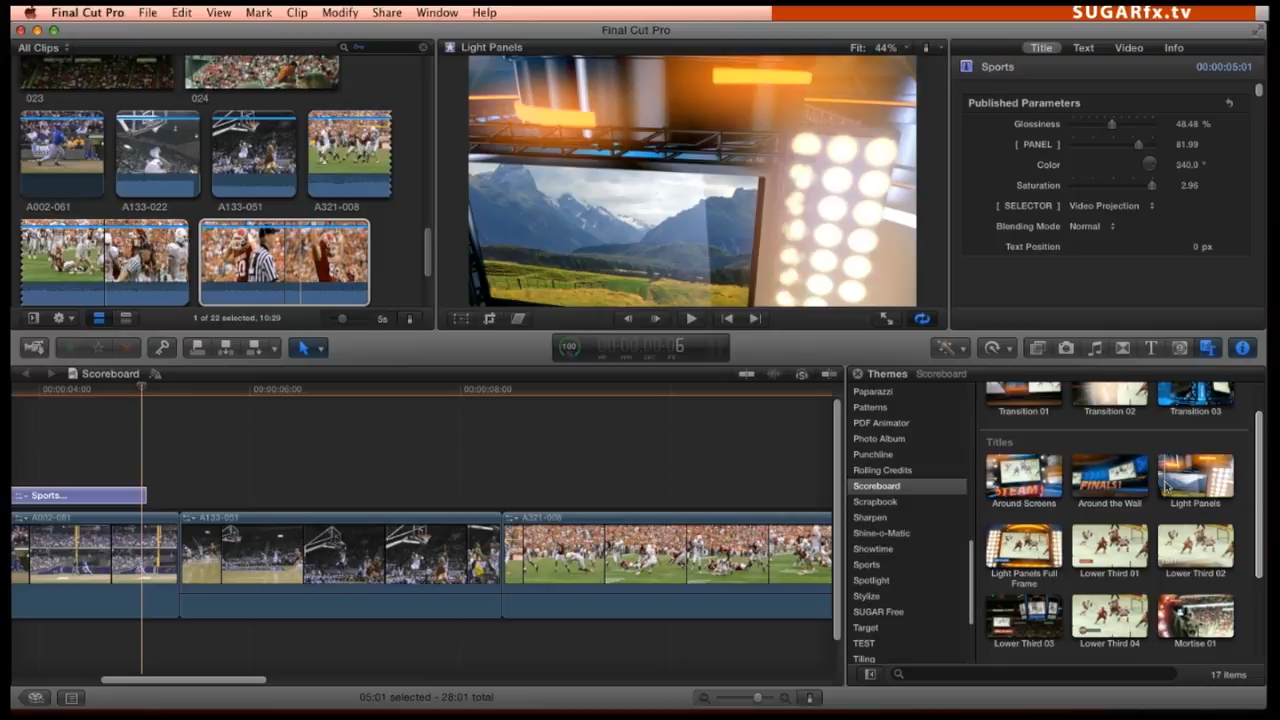 SUGARfx.tv
Final Cut Pro File Edit View Mark Clip Modify Share Window Help
Final Cut Pro
All Clips
Light Panels Fit: 44%
Title Text Video Info
023 024
Sports 00:00:05:01
Published Parameters
Glossiness 48.48 %
[ PANEL ] 81.99
Color 340.0 °
Saturation 2.96
[ SELECTOR ] Video Projection
Blending Mode Normal
Text Position 0 px
A002-061 A133-022 A133-051 A321-008
1 of 22 selected, 10:29 5s
100 6
HR MIN SEC FR
Scoreboard
00:00:04:00 00:00:06:00 00:00:08:00
Sports...
A002-061 A133-051 A321-008
05:01 selected - 28:01 total
Themes Scoreboard
Paparazzi
Patterns
PDF Animator
Photo Album
Punchline
Rolling Credits
Scoreboard
Scrapbook
Sharpen
Shine-o-Matic
Showtime
Sports
Spotlight
Stylize
SUGAR Free
Target
TEST
Tiling
Transition 01 Transition 02 Transition 03
Titles
TEAM!
FINALS!
Around Screens Around the Wall Light Panels
Light Panels Full Frame Lower Third 01 Lower Third 02
Lower Third 03 Lower Third 04 Mortise 01
17 items